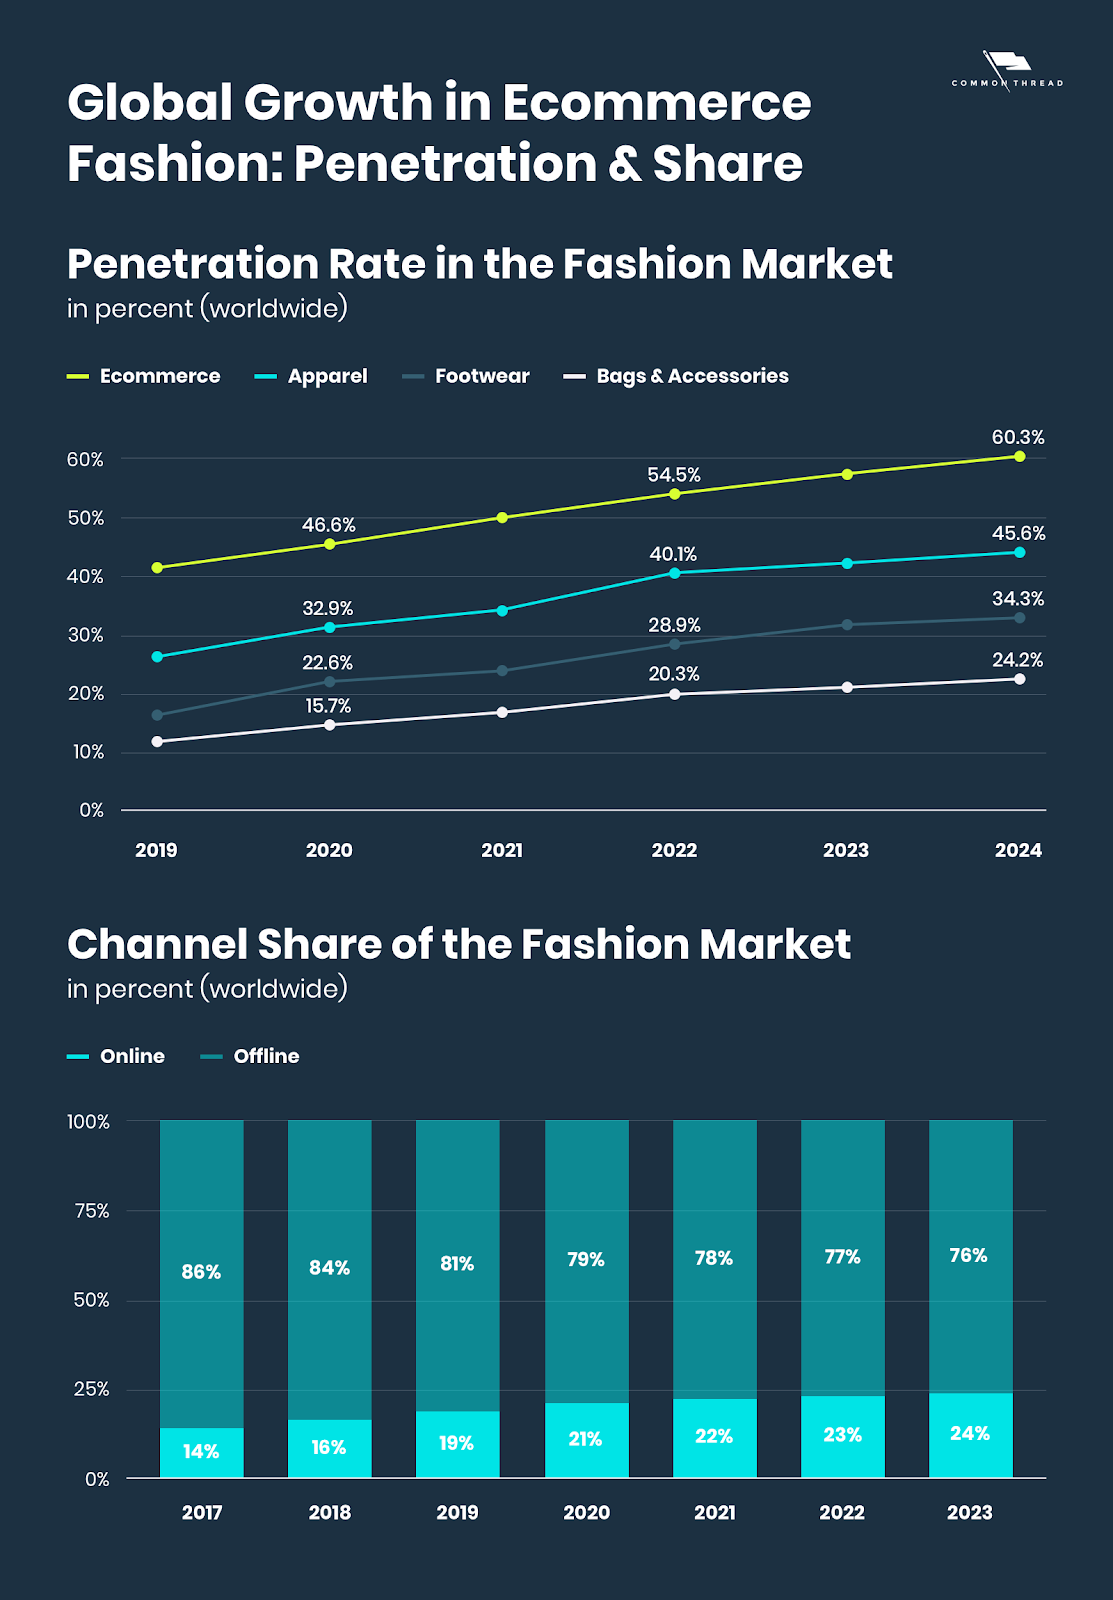 COMMON THREAD
Global Growth in Ecommerce
Fashion: Penetration & Share
Penetration Rate in the Fashion Market
in percent (worldwide)
Ecommerce Apparel Footwear Bags & Accessories
60.3%
60%
54.5%
50%
46.6%
45.6%
40.1%
40%
32.9%
34.3%
30%
28.9%
22.6%
24.2%
20.3%
20%
15.7%
10%
0%
2019 2020 2021 2022 2023 2024
Channel Share of the Fashion Market
in percent (worldwide)
Online Offline
100%
75%
86% 84% 81% 79% 78% 77% 76%
50%
25%
14% 16% 19% 21% 22% 23% 24%
0%
2017 2018 2019 2020 2021 2022 2023